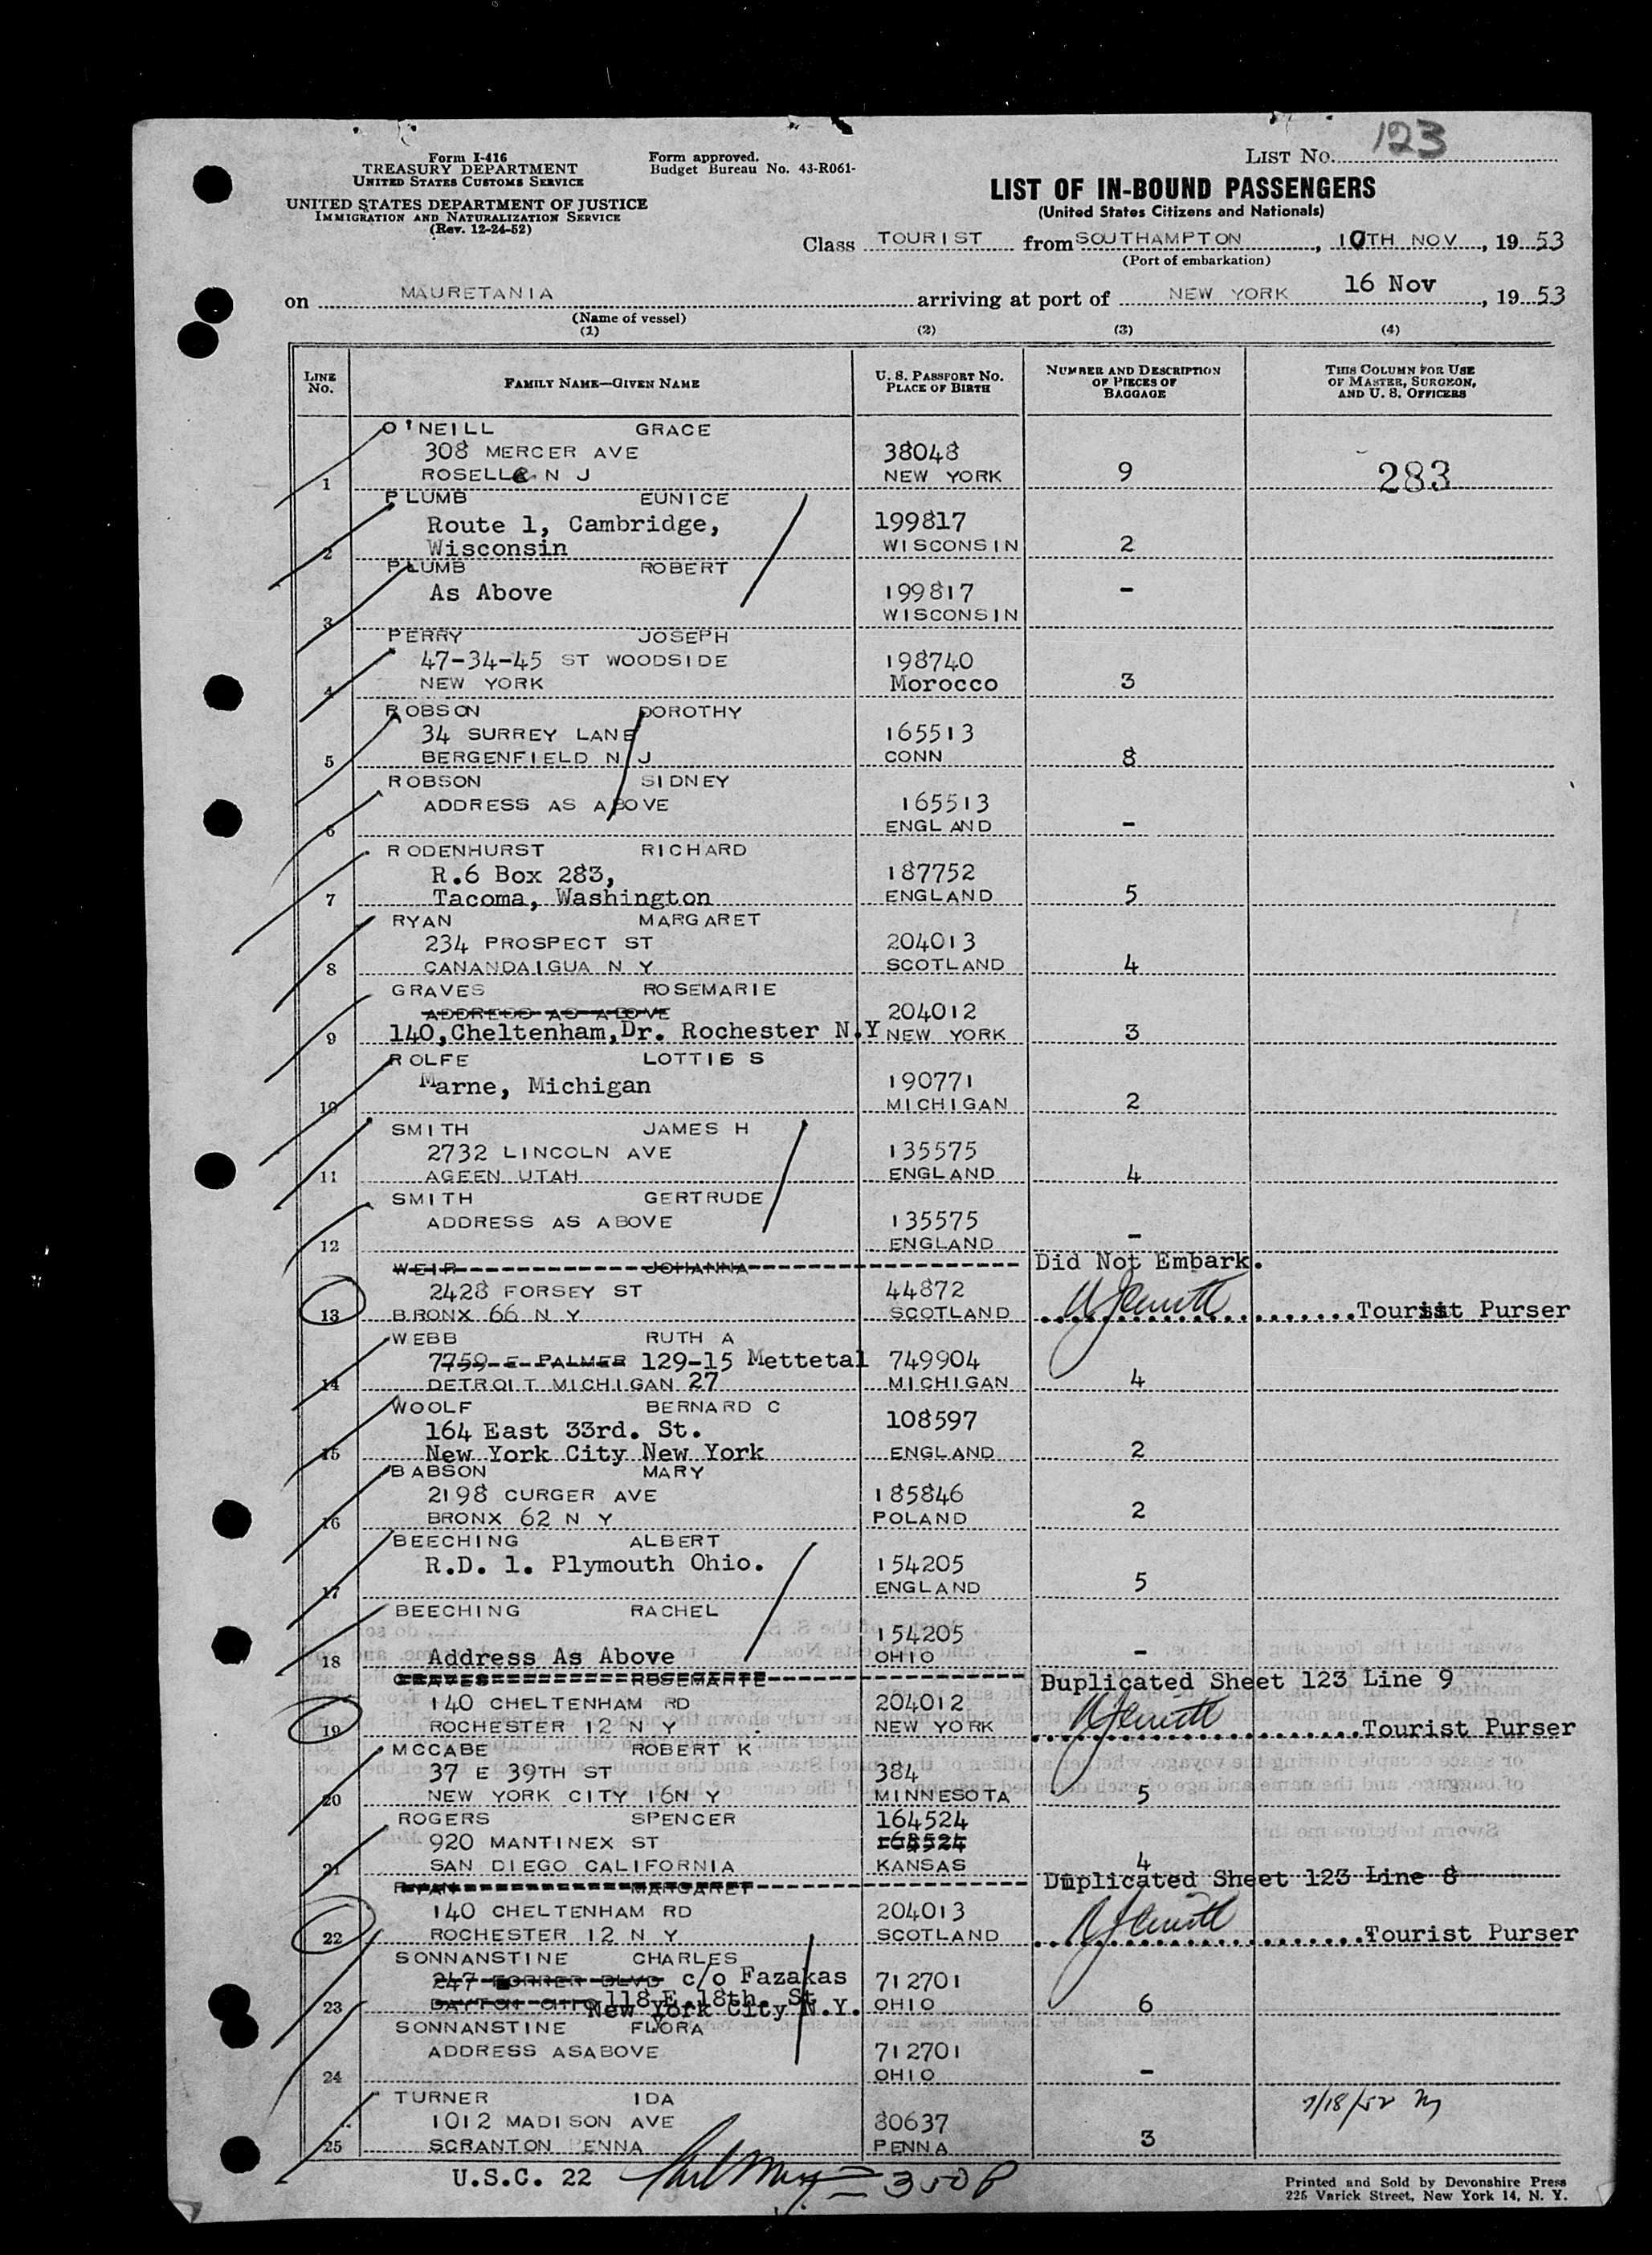 123
LIST No.
Form I-416
TREASURY DEPARTMENT
UNITED STATES CUSTOMS SERVICE
UNITED STATES DEPARTMENT OF JUSTICE
IMMIGRATION AND NATURALIZATION SERVICE
(Rev. 12-24-52)
Form approved.
Budget Bureau No. 43-R061-
LIST OF IN-BOUND PASSENGERS
(United States Citizens and Nationals)
Class TOURIST from SOUTHAMPTON, 10TH NOV, 1953
(Port of embarkation)
on MAURETANIA arriving at port of NEW YORK 16 Nov, 1953
(Name of vessel)
(1) (2) (3) (4)
LINE No. FAMILY NAME—GIVEN NAME U. S. PASSPORT No. PLACE OF BIRTH NUMBER AND DESCRIPTION OF PIECES OF BAGGAGE THIS COLUMN FOR USE OF MASTER, SURGEON, AND U. S. OFFICERS
O'NEILL GRACE
308 MERCER AVE 38048
1 ROSELLE N J NEW YORK 9 283
PLUMB EUNICE
Route 1, Cambridge, 199817
2 Wisconsin WISCONSIN 2
PLUMB ROBERT
As Above 199817 -
3 WISCONSIN
PERRY JOSEPH
47-34-45 ST WOODSIDE 198740
4 NEW YORK Morocco 3
ROBSON DOROTHY
34 SURREY LANE 165513
5 BERGENFIELD N J CONN 8
ROBSON SIDNEY
ADDRESS AS ABOVE 165513
6 ENGLAND -
RODENHURST RICHARD
R.6 Box 283, 187752
7 Tacoma, Washington ENGLAND 5
RYAN MARGARET
234 PROSPECT ST 204013
8 CANANDAIGUA N Y SCOTLAND 4
GRAVES ROSEMARIE
ADDRESS AS ABOVE 204012
9 140,Cheltenham,Dr. Rochester N.Y NEW YORK 3
ROLFE LOTTIE S
Marne, Michigan 190771
10 MICHIGAN 2
SMITH JAMES H
2732 LINCOLN AVE 135575
11 AGEEN UTAH ENGLAND 4
SMITH GERTRUDE
ADDRESS AS ABOVE 135575
12 ENGLAND -
WEIR JOHANNA Did Not Embark.
2428 FORSEY ST 44872
13 BRONX 66 N Y SCOTLAND Tourist Purser
WEBB RUTH A
7759 E PALMER 129-15 Mettetal 749904
14 DETROIT MICHIGAN 27 MICHIGAN 4
WOOLF BERNARD C
164 East 33rd. St. 108597
15 New York City New York ENGLAND 2
BABSON MARY
2198 CURGER AVE 185846
16 BRONX 62 N Y POLAND 2
BEECHING ALBERT
R.D. 1. Plymouth Ohio. 154205
17 ENGLAND 5
BEECHING RACHEL
154205
18 Address As Above OHIO -
GRAVES ROSEMARIE Duplicated Sheet 123 Line 9
140 CHELTENHAM RD 204012
19 ROCHESTER 12 N Y NEW YORK Tourist Purser
MCCABE ROBERT K
37 E 39TH ST 384
20 NEW YORK CITY 16N Y MINNESOTA 5
ROGERS SPENCER 164524
920 MANTINEX ST 168524
21 SAN DIEGO CALIFORNIA KANSAS 4
RYAN MARGARET Duplicated Sheet 123 Line 8
140 CHELTENHAM RD 204013
22 ROCHESTER 12 N Y SCOTLAND Tourist Purser
SONNANSTINE CHARLES
247 FORRER BLVD c/o Fazakas 712701
118 E. 18th. St
23 DAYTON OHIO New York City N.Y. OHIO 6
SONNANSTINE FLORA
ADDRESS ASABOVE 712701
24 OHIO -
TURNER IDA
1012 MADISON AVE 80637
25 SCRANTON PENNA PENNA 3
U.S.C. 22
Printed and Sold by Devonshire Press
225 Varick Street, New York 14, N. Y.